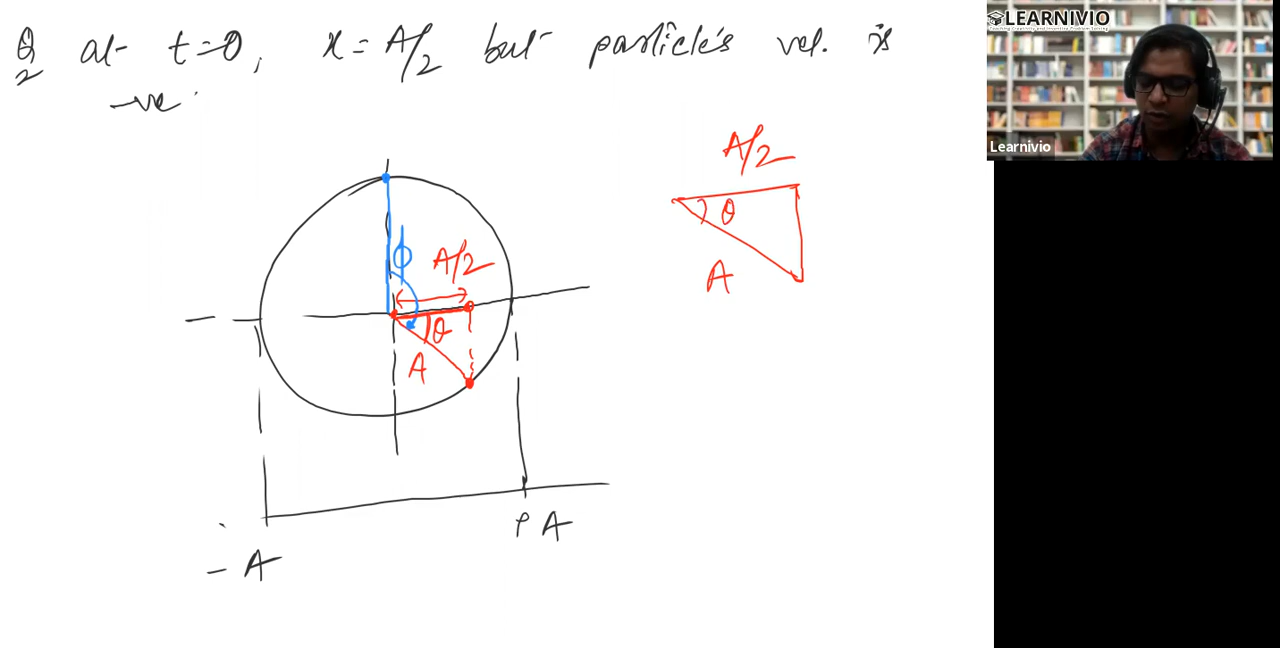 Q2 at t=0, x = A/2 but particle's vel. is
-ve.
A/2
θ
A
ϕ
A/2
θ
A
- A
P A
LEARNIVIO
Learnivio